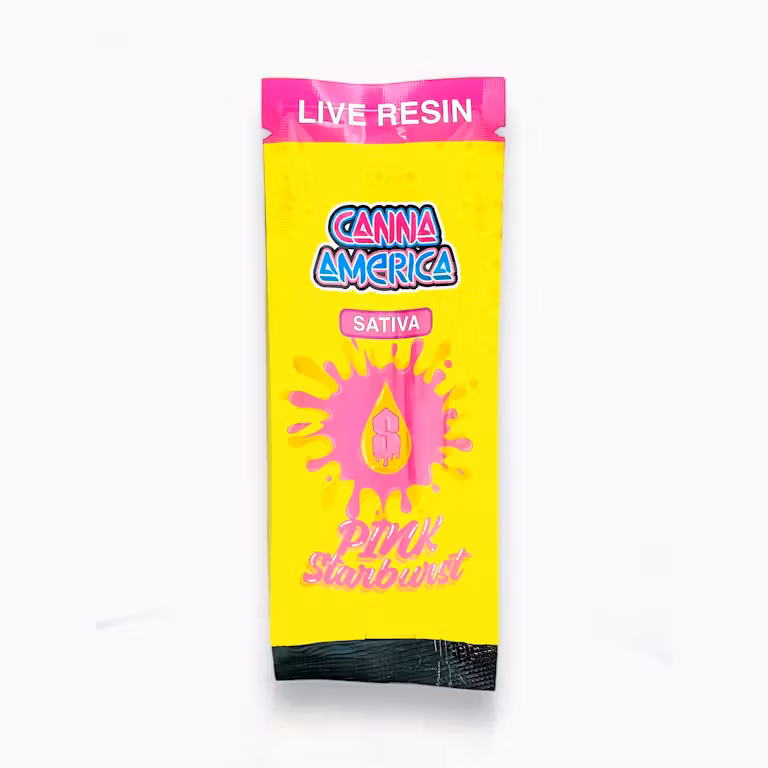 LIVE RESIN
CANNA
AMERICA
SATIVA
S
PINK
Starburst